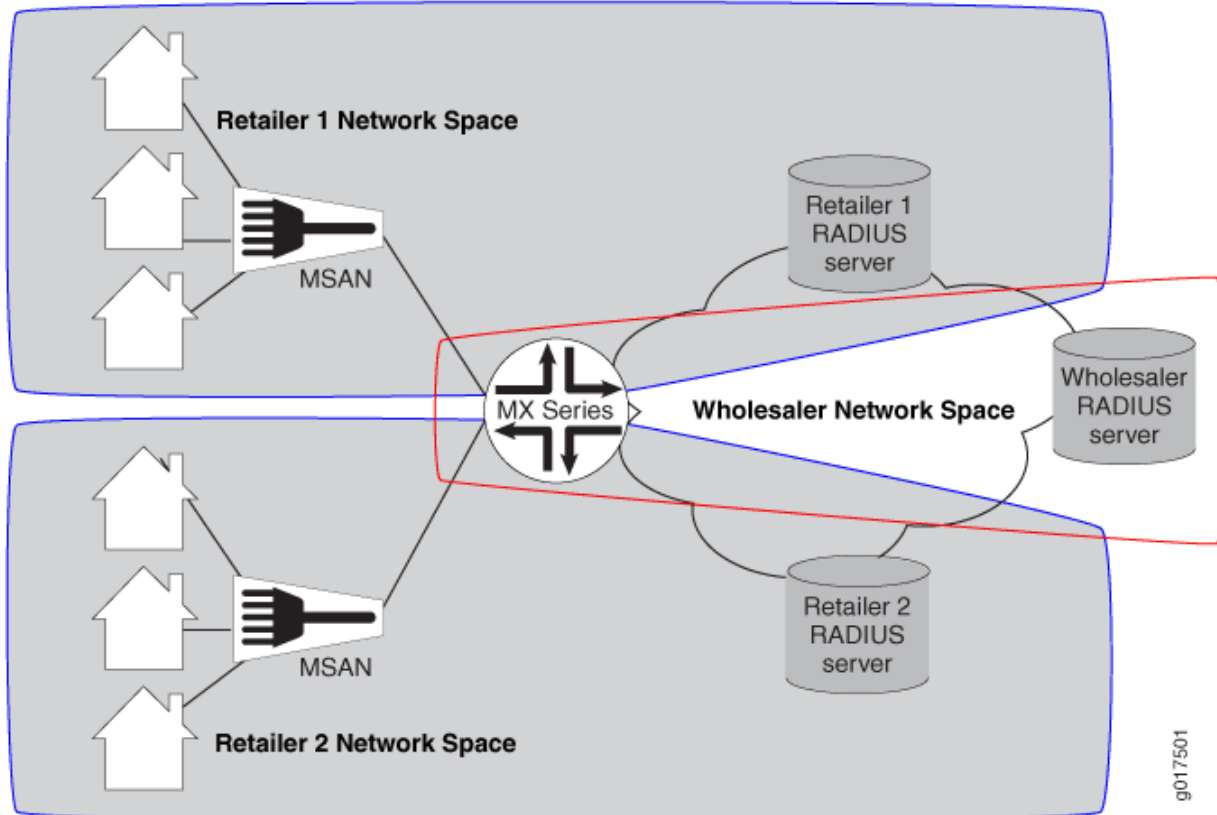 Retailer 1 Network Space
MSAN
Retailer 1
RADIUS
server
MX Series
Wholesaler Network Space
Wholesaler
RADIUS
server
Retailer 2
RADIUS
server
MSAN
Retailer 2 Network Space
g017501